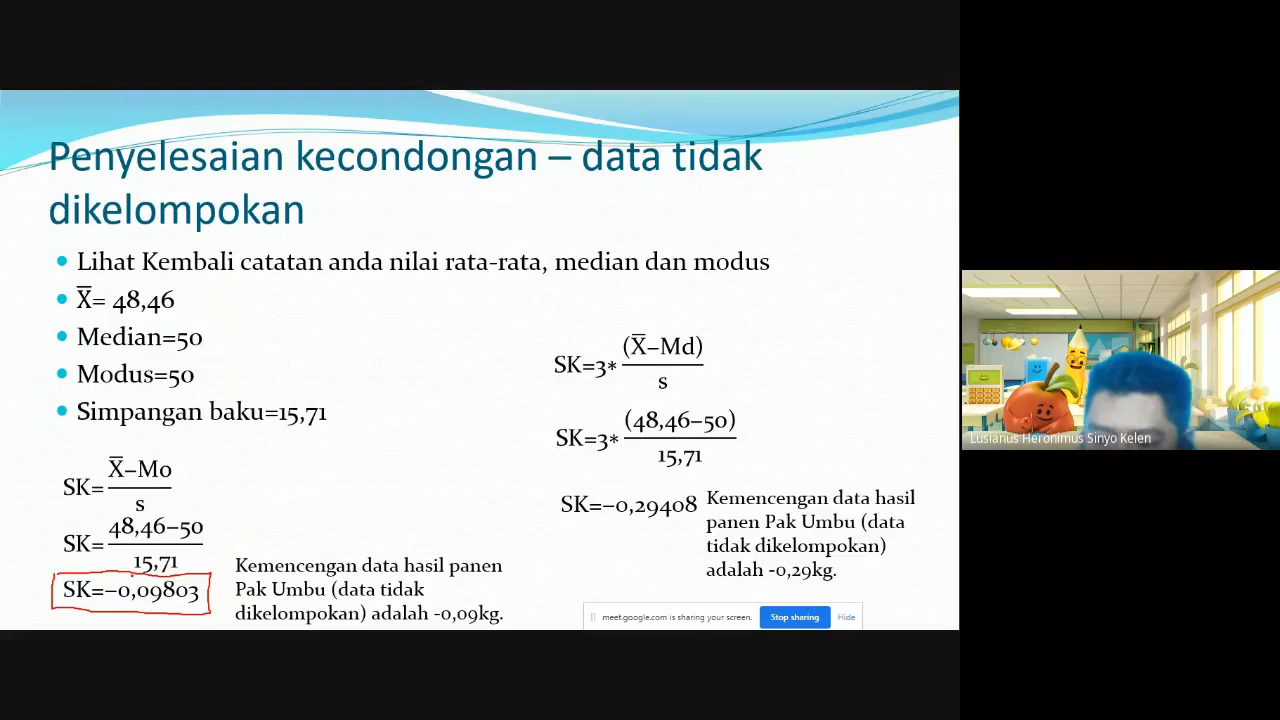 Penyelesaian kecondongan – data tidak
dikelompokan
Lihat Kembali catatan anda nilai rata-rata, median dan modus
X̅= 48,46
Median=50
Modus=50
Simpangan baku=15,71
SK= X̅−Mo / s
SK= 48,46−50 / 15,71
SK=−0,09803
Kemencengan data hasil panen
Pak Umbu (data tidak
dikelompokan) adalah -0,09kg.
SK=3* (X̅−Md) / s
SK=3* (48,46−50) / 15,71
SK=−0,29408
Kemencengan data hasil
panen Pak Umbu (data
tidak dikelompokan)
adalah -0,29kg.
meet.google.com is sharing your screen. Stop sharing Hide
Lusianus Heronimus Sinyo Kelen